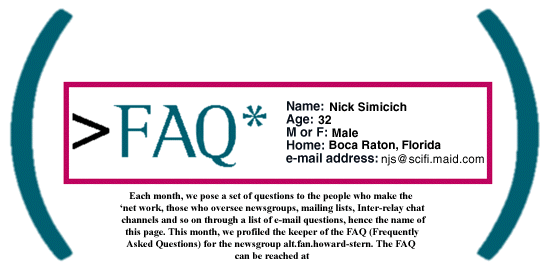 >FAQ*
Name: Nick Simicich
Age: 32
M or F: Male
Home: Boca Raton, Florida
e-mail address: njs@scifi.maid.com
Each month, we pose a set of questions to the people who make the
‘net work, those who oversee newsgroups, mailing lists, Inter-relay chat
channels and so on through a list of e-mail questions, hence the name of
this page. This month, we profiled the keeper of the FAQ (Frequently
Asked Questions) for the newsgroup alt.fan.howard-stern. The FAQ
can be reached at